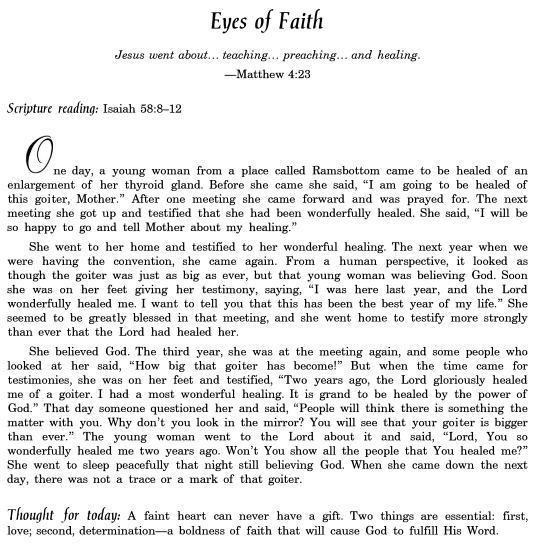 Eyes of Faith
Jesus went about… teaching… preaching… and healing.
—Matthew 4:23
Scripture reading: Isaiah 58:8–12
One day, a young woman from a place called Ramsbottom came to be healed of an
enlargement of her thyroid gland. Before she came she said, “I am going to be healed of
this goiter, Mother.” After one meeting she came forward and was prayed for. The next
meeting she got up and testified that she had been wonderfully healed. She said, “I will be
so happy to go and tell Mother about my healing.”
She went to her home and testified to her wonderful healing. The next year when we
were having the convention, she came again. From a human perspective, it looked as
though the goiter was just as big as ever, but that young woman was believing God. Soon
she was on her feet giving her testimony, saying, “I was here last year, and the Lord
wonderfully healed me. I want to tell you that this has been the best year of my life.” She
seemed to be greatly blessed in that meeting, and she went home to testify more strongly
than ever that the Lord had healed her.
She believed God. The third year, she was at the meeting again, and some people who
looked at her said, “How big that goiter has become!” But when the time came for
testimonies, she was on her feet and testified, “Two years ago, the Lord gloriously healed
me of a goiter. I had a most wonderful healing. It is grand to be healed by the power of
God.” That day someone questioned her and said, “People will think there is something the
matter with you. Why don’t you look in the mirror? You will see that your goiter is bigger
than ever.” The young woman went to the Lord about it and said, “Lord, You so
wonderfully healed me two years ago. Won’t You show all the people that You healed me?”
She went to sleep peacefully that night still believing God. When she came down the next
day, there was not a trace or a mark of that goiter.
Thought for today: A faint heart can never have a gift. Two things are essential: first,
love; second, determination—a boldness of faith that will cause God to fulfill His Word.